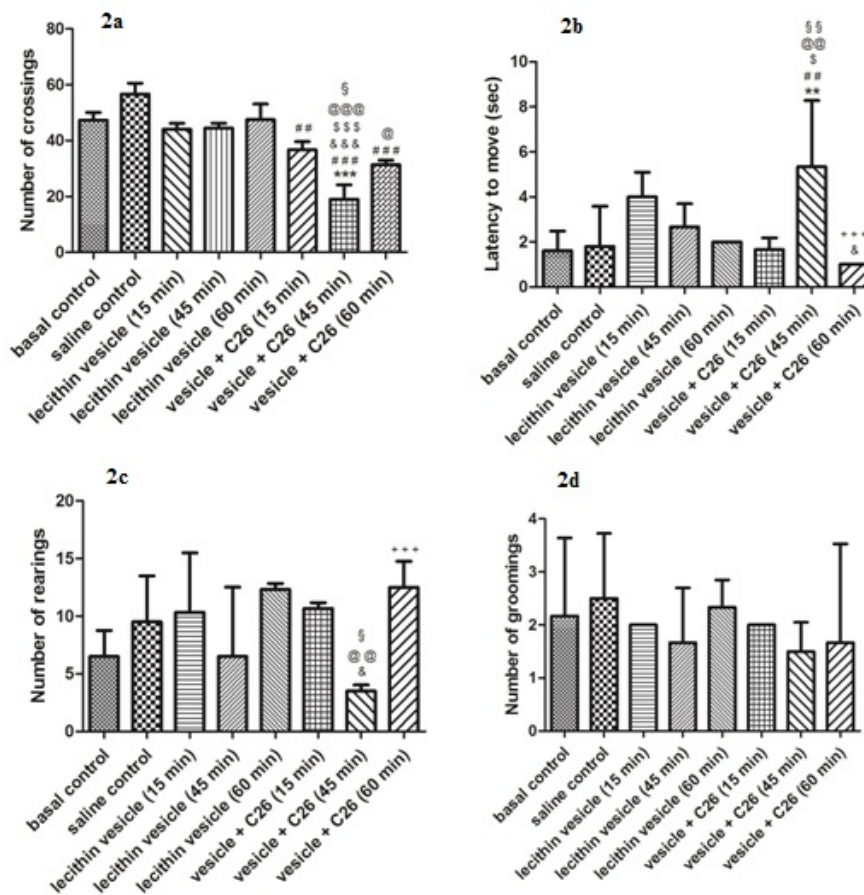 2a
Number of crossings
80
60
40
20
0
##
§
@@@
$$$
&&&
###
***
@
###
basal control
saline control
lecithin vesicle (15 min)
lecithin vesicle (45 min)
lecithin vesicle (60 min)
vesicle + C26 (15 min)
vesicle + C26 (45 min)
vesicle + C26 (60 min)
2b
Latency to move (sec)
10
8
6
4
2
0
§§
@@
$
##
**
+++
&
basal control
saline control
lecithin vesicle (15 min)
lecithin vesicle (45 min)
lecithin vesicle (60 min)
vesicle + C26 (15 min)
vesicle + C26 (45 min)
vesicle + C26 (60 min)
2c
Number of rearings
20
15
10
5
0
§
@@
&
+++
basal control
saline control
lecithin vesicle (15 min)
lecithin vesicle (45 min)
lecithin vesicle (60 min)
vesicle + C26 (15 min)
vesicle + C26 (45 min)
vesicle + C26 (60 min)
2d
Number of groomings
4
3
2
1
0
basal control
saline control
lecithin vesicle (15 min)
lecithin vesicle (45 min)
lecithin vesicle (60 min)
vesicle + C26 (15 min)
vesicle + C26 (45 min)
vesicle + C26 (60 min)